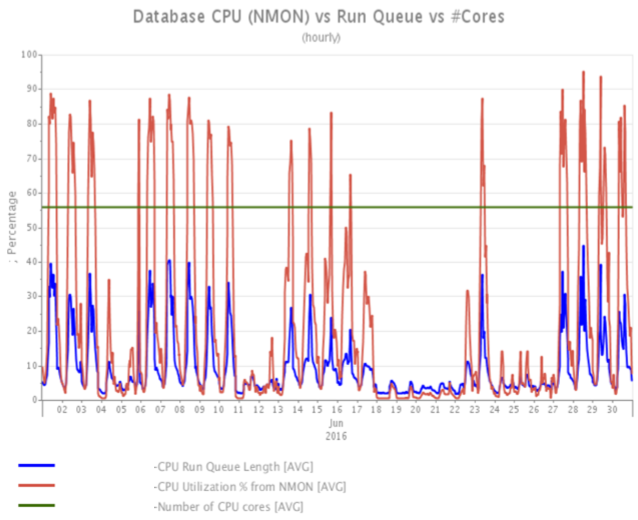 Database CPU (NMON) vs Run Queue vs #Cores
(hourly)
100
90
80
70
60
50
40
30
20
10
0
; Percentage
02 03 04 05 06 07 08 09 10 11 12 13 14 15 16 17 18 19 20 21 22 23 24 25 26 27 28 29 30
Jun
2016
-CPU Run Queue Length [AVG]
-CPU Utilization % from NMON [AVG]
-Number of CPU cores [AVG]